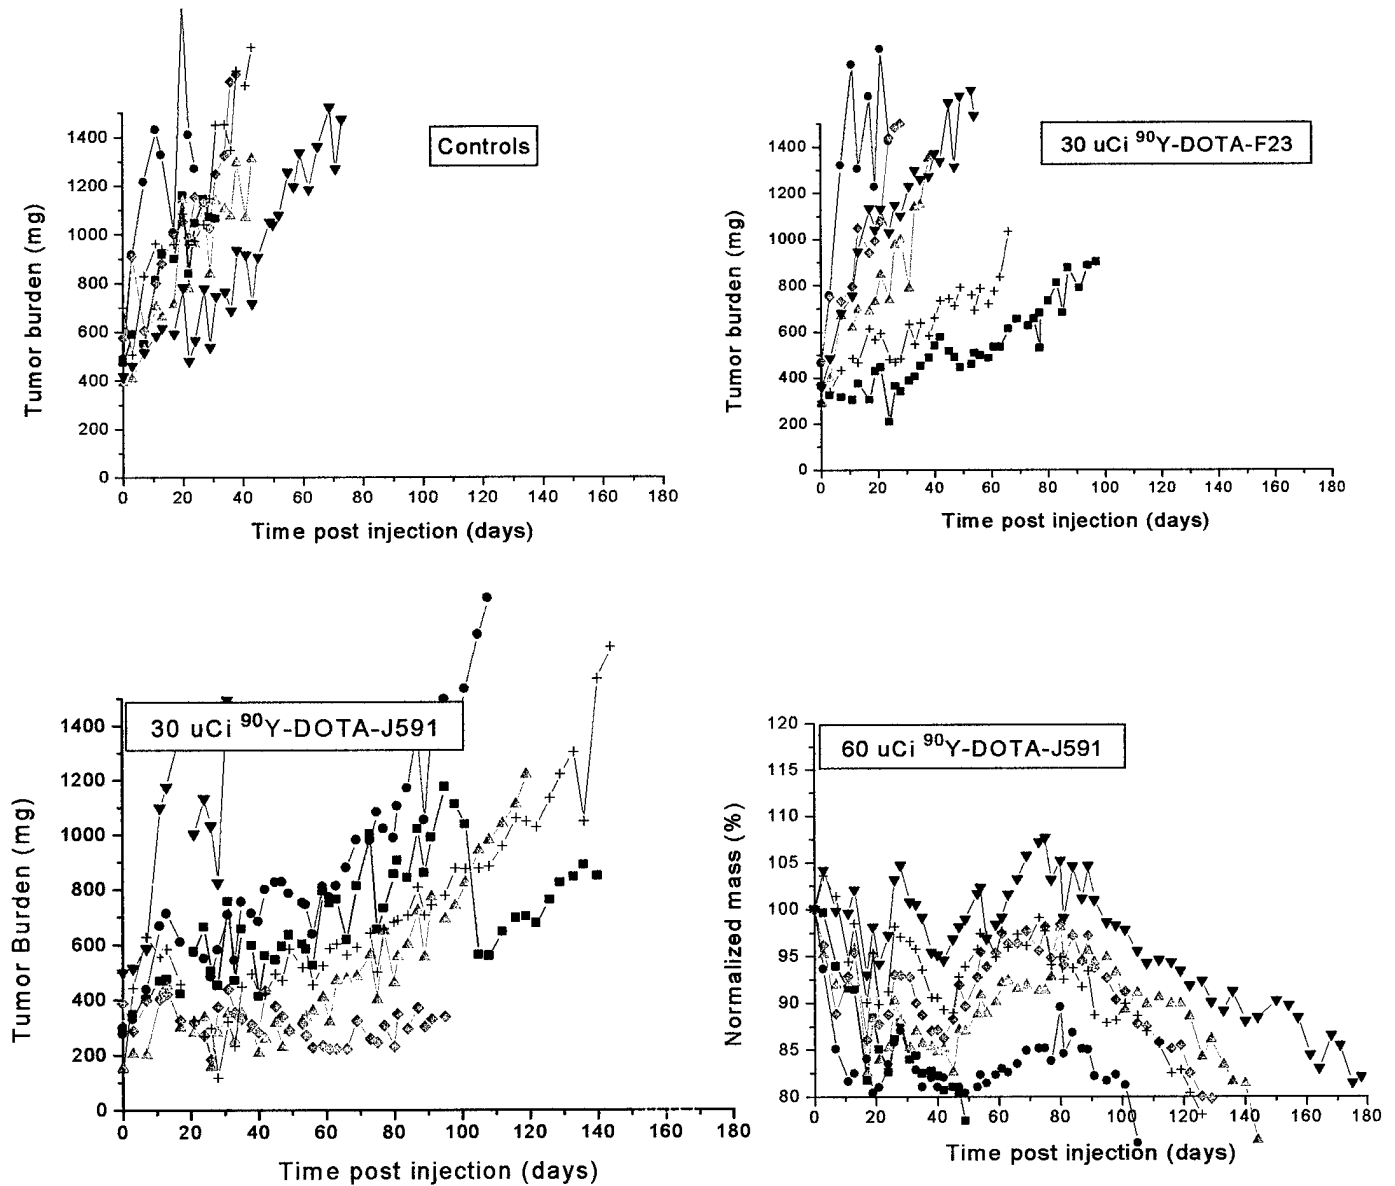 Controls
Tumor burden (mg)
1400
1200
1000
800
600
400
200
0
0 20 40 60 80 100 120 140 160 180
Time post injection (days)
30 uCi ⁹⁰Y-DOTA-F23
Tumor burden (mg)
1400
1200
1000
800
600
400
200
0
0 20 40 60 80 100 120 140 160 180
Time post injection (days)
30 uCi ⁹⁰Y-DOTA-J591
Tumor Burden (mg)
1400
1200
1000
800
600
400
200
0
0 20 40 60 80 100 120 140 160 180
Time post injection (days)
60 uCi ⁹⁰Y-DOTA-J591
Normalized mass (%)
120
115
110
105
100
95
90
85
80
0 20 40 60 80 100 120 140 160 180
Time post injection (days)